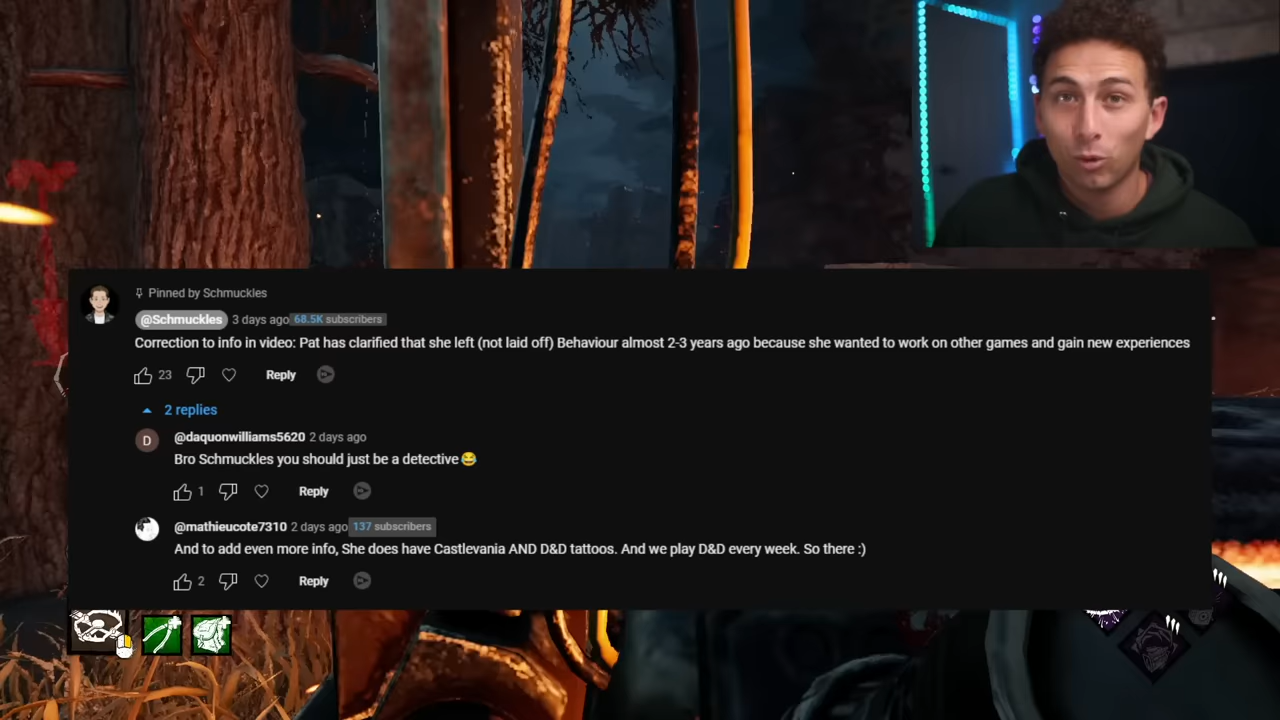 Pinned by Schmuckles
@Schmuckles 3 days ago 68.5K subscribers
Correction to info in video: Pat has clarified that she left (not laid off) Behaviour almost 2-3 years ago because she wanted to work on other games and gain new experiences
23 Reply
2 replies
D
@daquonwilliams5620 2 days ago
Bro Schmuckles you should just be a detective😂
1 Reply
@mathieucote7310 2 days ago 137 subscribers
And to add even more info, She does have Castlevania AND D&D tattoos. And we play D&D every week. So there :)
2 Reply